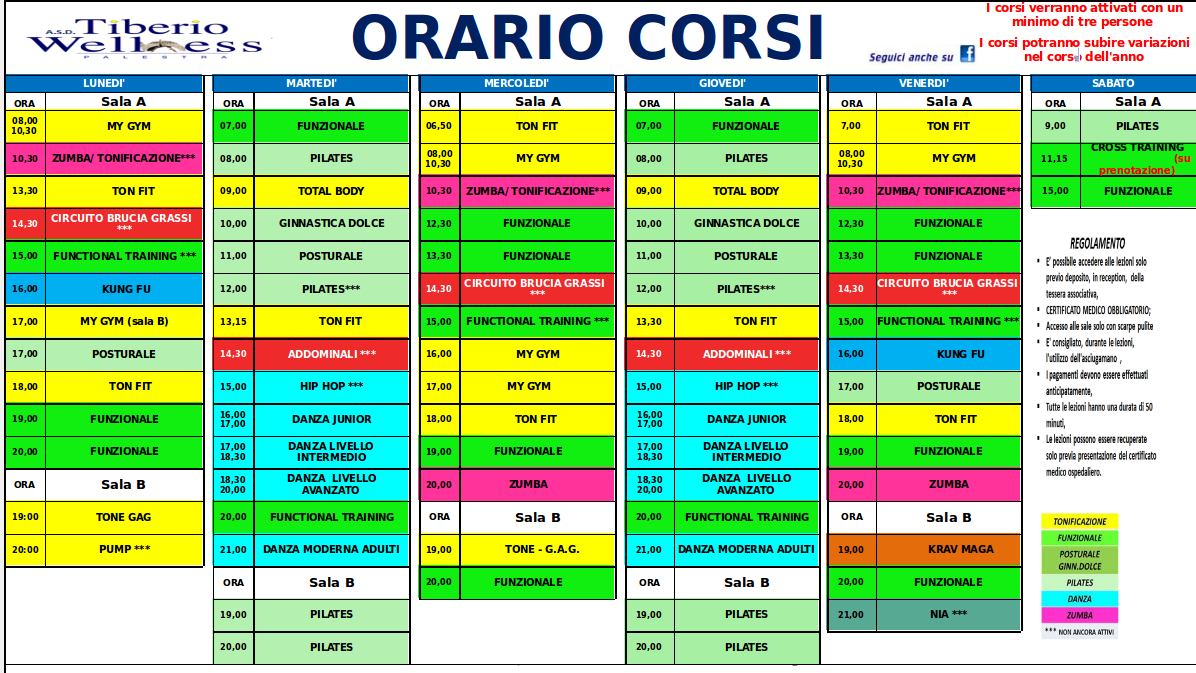 A.S.D. Tiberio
Wellness
PALESTRA
ORARIO CORSI
Seguici anche su f
I corsi verranno attivati con un
minimo di tre persone
I corsi potranno subire variazioni
nel corso dell'anno
LUNEDI'
ORA Sala A
08,00
10,30
MY GYM
10,30 ZUMBA/ TONIFICAZIONE***
13,30 TON FIT
14,30 CIRCUITO BRUCIA GRASSI
***
15,00 FUNCTIONAL TRAINING ***
16,00 KUNG FU
17,00 MY GYM (sala B)
17,00 POSTURALE
18,00 TON FIT
19,00 FUNZIONALE
20,00 FUNZIONALE
ORA Sala B
19:00 TONE GAG
20:00 PUMP ***
MARTEDI'
ORA Sala A
07,00 FUNZIONALE
08,00 PILATES
09,00 TOTAL BODY
10,00 GINNASTICA DOLCE
11,00 POSTURALE
12,00 PILATES***
13,15 TON FIT
14,30 ADDOMINALI ***
15,00 HIP HOP ***
16,00
17,00
DANZA JUNIOR
17,00
18,30
DANZA LIVELLO
INTERMEDIO
18,30
20,00
DANZA LIVELLO
AVANZATO
20,00 FUNCTIONAL TRAINING
21,00 DANZA MODERNA ADULTI
ORA Sala B
19,00 PILATES
20,00 PILATES
MERCOLEDI'
ORA Sala A
06,50 TON FIT
08,00
10,30
MY GYM
10,30 ZUMBA/ TONIFICAZIONE***
12,30 FUNZIONALE
13,30 FUNZIONALE
14,30 CIRCUITO BRUCIA GRASSI
***
15,00 FUNCTIONAL TRAINING ***
16,00 MY GYM
17,00 MY GYM
18,00 TON FIT
19,00 FUNZIONALE
20,00 ZUMBA
ORA Sala B
19,00 TONE - G.A.G.
20,00 FUNZIONALE
GIOVEDI'
ORA Sala A
07,00 FUNZIONALE
08,00 PILATES
09,00 TOTAL BODY
10,00 GINNASTICA DOLCE
11,00 POSTURALE
12,00 PILATES***
13,30 TON FIT
14,30 ADDOMINALI ***
15,00 HIP HOP ***
16,00
17,00
DANZA JUNIOR
17,00
18,30
DANZA LIVELLO
INTERMEDIO
18,30
20,00
DANZA LIVELLO
AVANZATO
20,00 FUNCTIONAL TRAINING
21,00 DANZA MODERNA ADULTI
ORA Sala B
19,00 PILATES
20,00 PILATES
VENERDI'
ORA Sala A
7,00 TON FIT
08,00
10,30
MY GYM
10,30 ZUMBA/ TONIFICAZIONE***
12,30 FUNZIONALE
13,30 FUNZIONALE
14,30 CIRCUITO BRUCIA GRASSI
***
15,00 FUNCTIONAL TRAINING ***
16,00 KUNG FU
17,00 POSTURALE
18,00 TON FIT
19,00 FUNZIONALE
20,00 ZUMBA
ORA Sala B
19,00 KRAV MAGA
20,00 FUNZIONALE
21,00 NIA ***
SABATO
ORA Sala A
9,00 PILATES
11,15 CROSS TRAINING
(su
prenotazione)
15,00 FUNZIONALE
REGOLAMENTO
• E' possibile accedere alle lezioni solo
previo deposito, in reception, della
tessera associativa,
• CERTIFICATO MEDICO OBBLIGATORIO;
• Accesso alle sale solo con scarpe pulite
• E' consigliato, durante le lezioni,
l'utilizzo dell'asciugamano ,
• I pagamenti devono essere effettuati
anticipatamente,
• Tutte le lezioni hanno una durata di 50
minuti,
• Le lezioni possono essere recuperate
solo previa presentazione del certificato
medico ospedaliero.
TONIFICAZIONE
FUNZIONALE
POSTURALE
GINN.DOLCE
PILATES
DANZA
ZUMBA
*** NON ANCORA ATTIVI